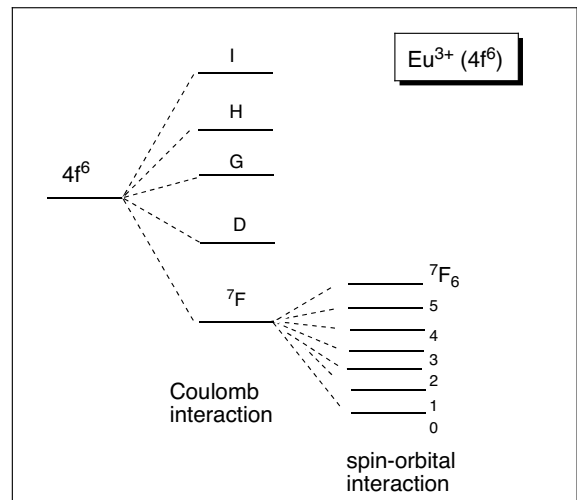 I
Eu³⁺ (4f⁶)
H
G
4f⁶
D
⁷F
⁷F₆
5
4
3
2
1
0
Coulomb
interaction
spin-orbital
interaction